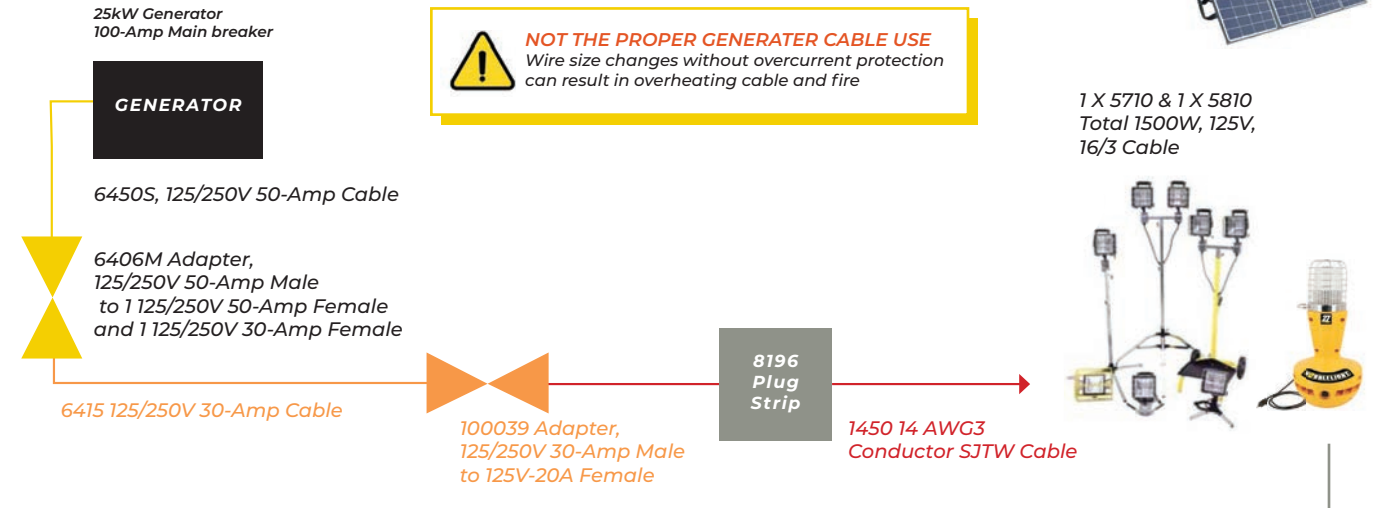 25kW Generator
100-Amp Main breaker
GENERATOR
NOT THE PROPER GENERATER CABLE USE
Wire size changes without overcurrent protection
can result in overheating cable and fire
1 X 5710 & 1 X 5810
Total 1500W, 125V,
16/3 Cable
6450S, 125/250V 50-Amp Cable
6406M Adapter,
125/250V 50-Amp Male
to 1 125/250V 50-Amp Female
and 1 125/250V 30-Amp Female
6415 125/250V 30-Amp Cable
100039 Adapter,
125/250V 30-Amp Male
to 125V-20A Female
8196
Plug
Strip
1450 14 AWG3
Conductor SJTW Cable
WOBBLELIGHT